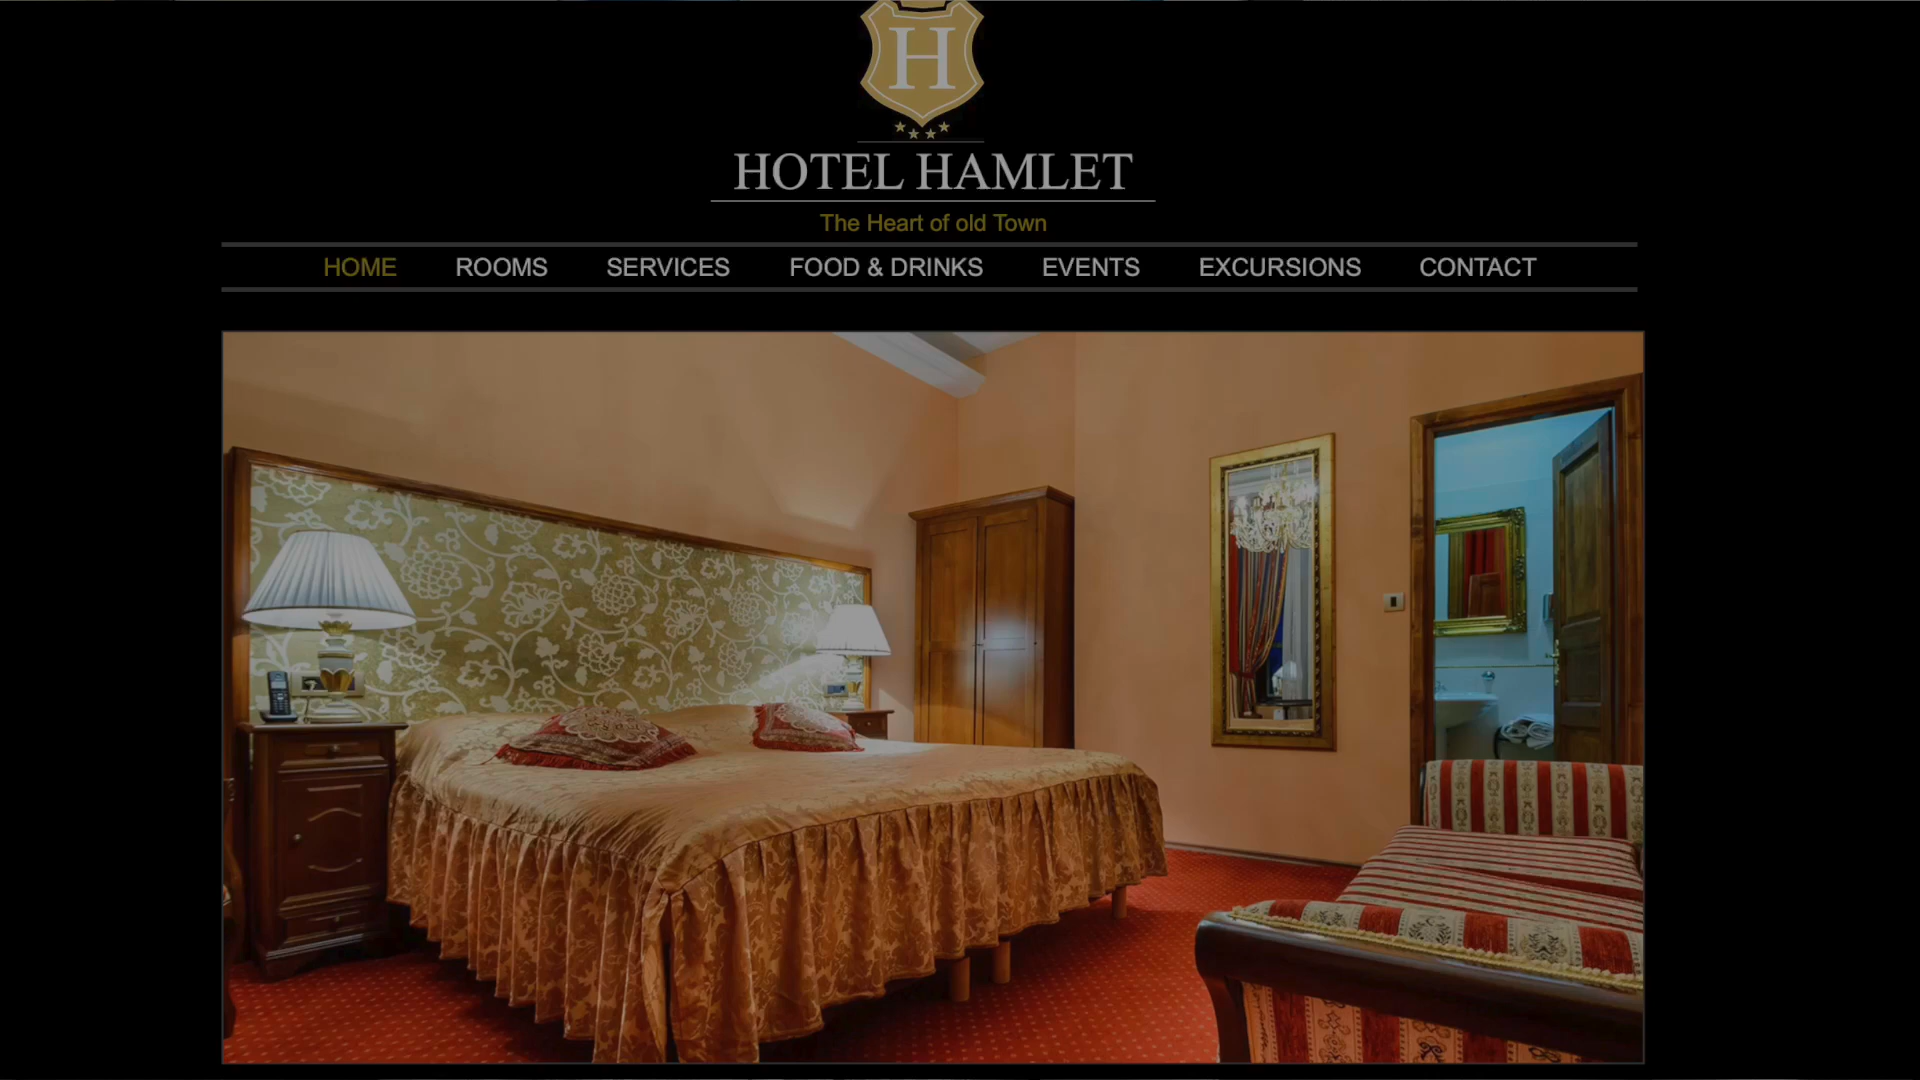 H
HOTEL HAMLET
The Heart of old Town
HOME ROOMS SERVICES FOOD & DRINKS EVENTS EXCURSIONS CONTACT